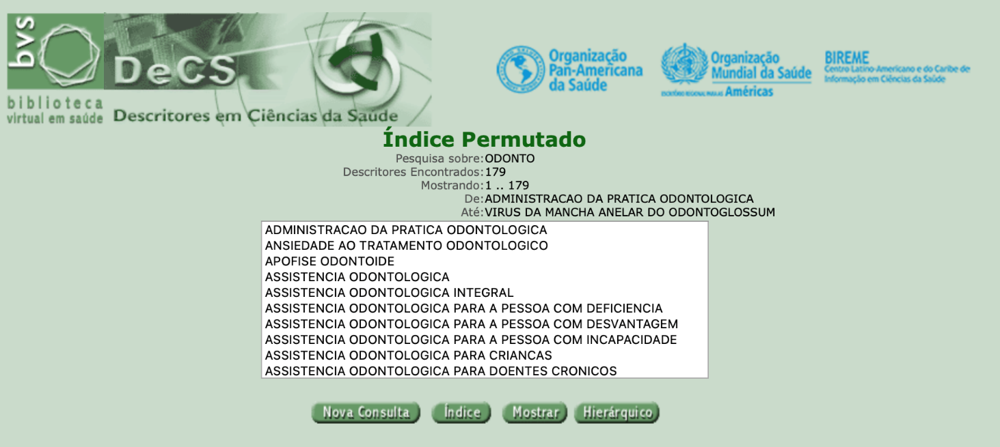 bvs
biblioteca
virtual em saúde
DeCS
Descritores em Ciências da Saúde
Organização
Pan-Americana
da Saúde
Organização
Mundial da Saúde
ESCRITÓRIO REGIONAL PARA AS Américas
BIREME
Centro Latino-Americano e do Caribe de
Informação em Ciências da Saúde
Índice Permutado
Pesquisa sobre:ODONTO
Descritores Encontrados:179
Mostrando:1 .. 179
De:ADMINISTRACAO DA PRATICA ODONTOLOGICA
Até:VIRUS DA MANCHA ANELAR DO ODONTOGLOSSUM
ADMINISTRACAO DA PRATICA ODONTOLOGICA
ANSIEDADE AO TRATAMENTO ODONTOLOGICO
APOFISE ODONTOIDE
ASSISTENCIA ODONTOLOGICA
ASSISTENCIA ODONTOLOGICA INTEGRAL
ASSISTENCIA ODONTOLOGICA PARA A PESSOA COM DEFICIENCIA
ASSISTENCIA ODONTOLOGICA PARA A PESSOA COM DESVANTAGEM
ASSISTENCIA ODONTOLOGICA PARA A PESSOA COM INCAPACIDADE
ASSISTENCIA ODONTOLOGICA PARA CRIANCAS
ASSISTENCIA ODONTOLOGICA PARA DOENTES CRONICOS
Nova Consulta Índice Mostrar Hierárquico